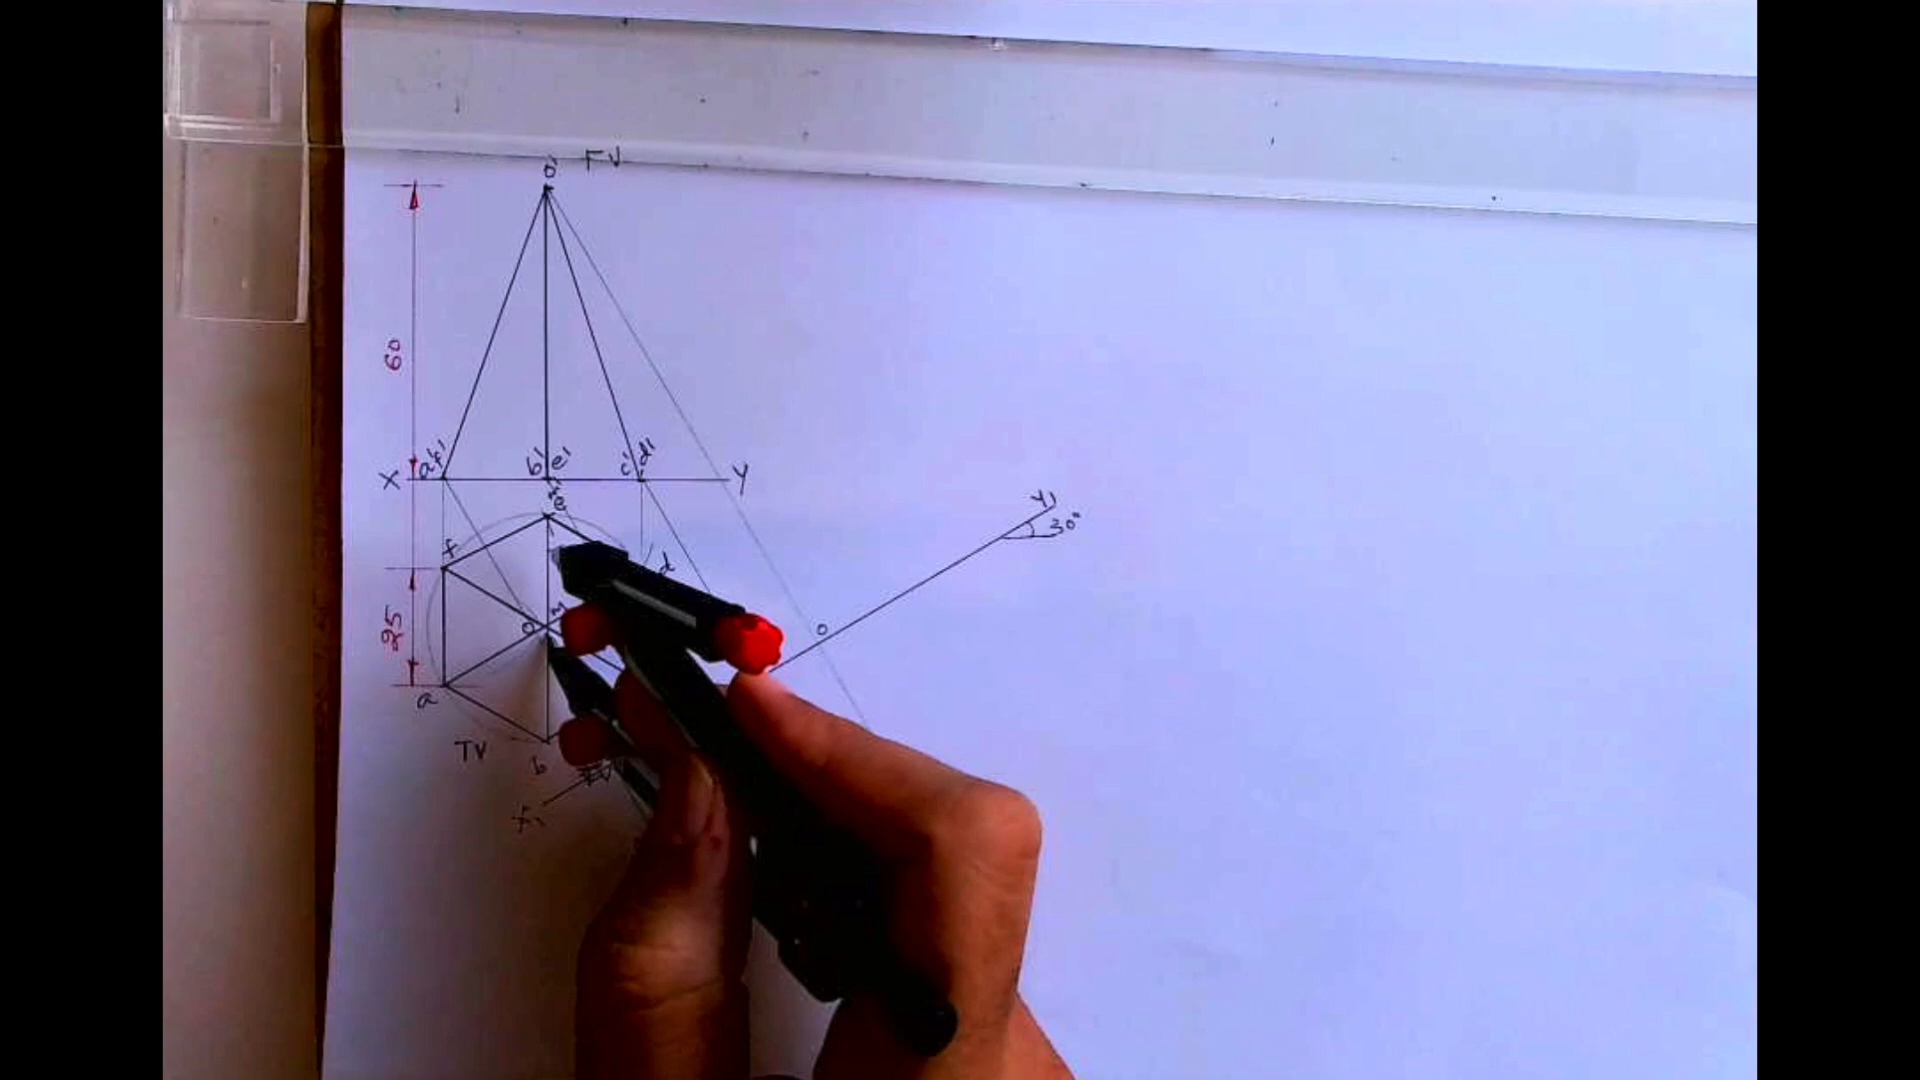 o' FV
60
X a'f' b' e' c' d' Y
e
f d
25
o
a
TV
b
X1
o
Y1
30°